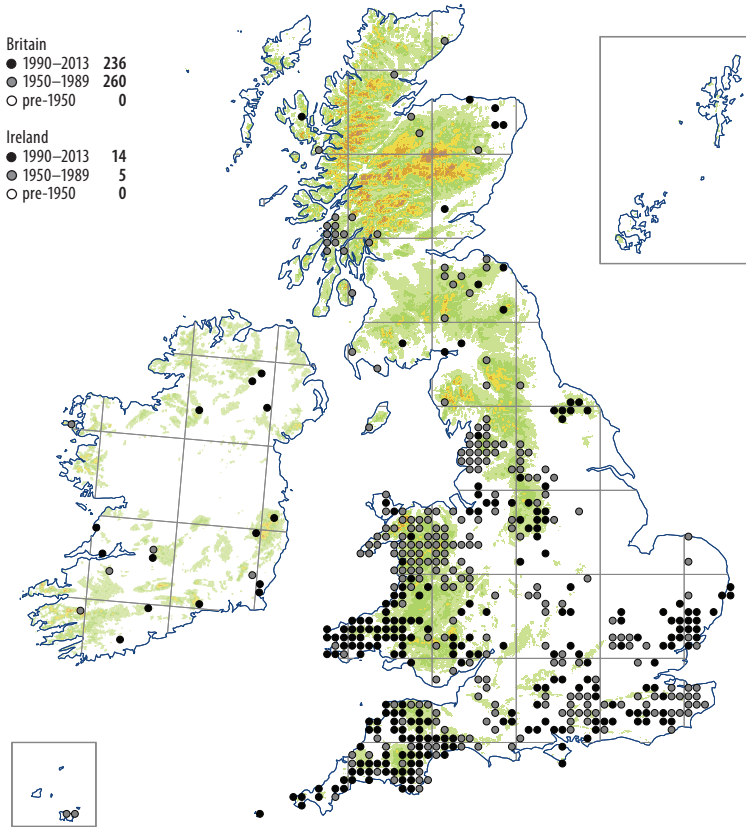 Britain
● 1990–2013 236
● 1950–1989 260
○ pre-1950 0
Ireland
● 1990–2013 14
● 1950–1989 5
○ pre-1950 0